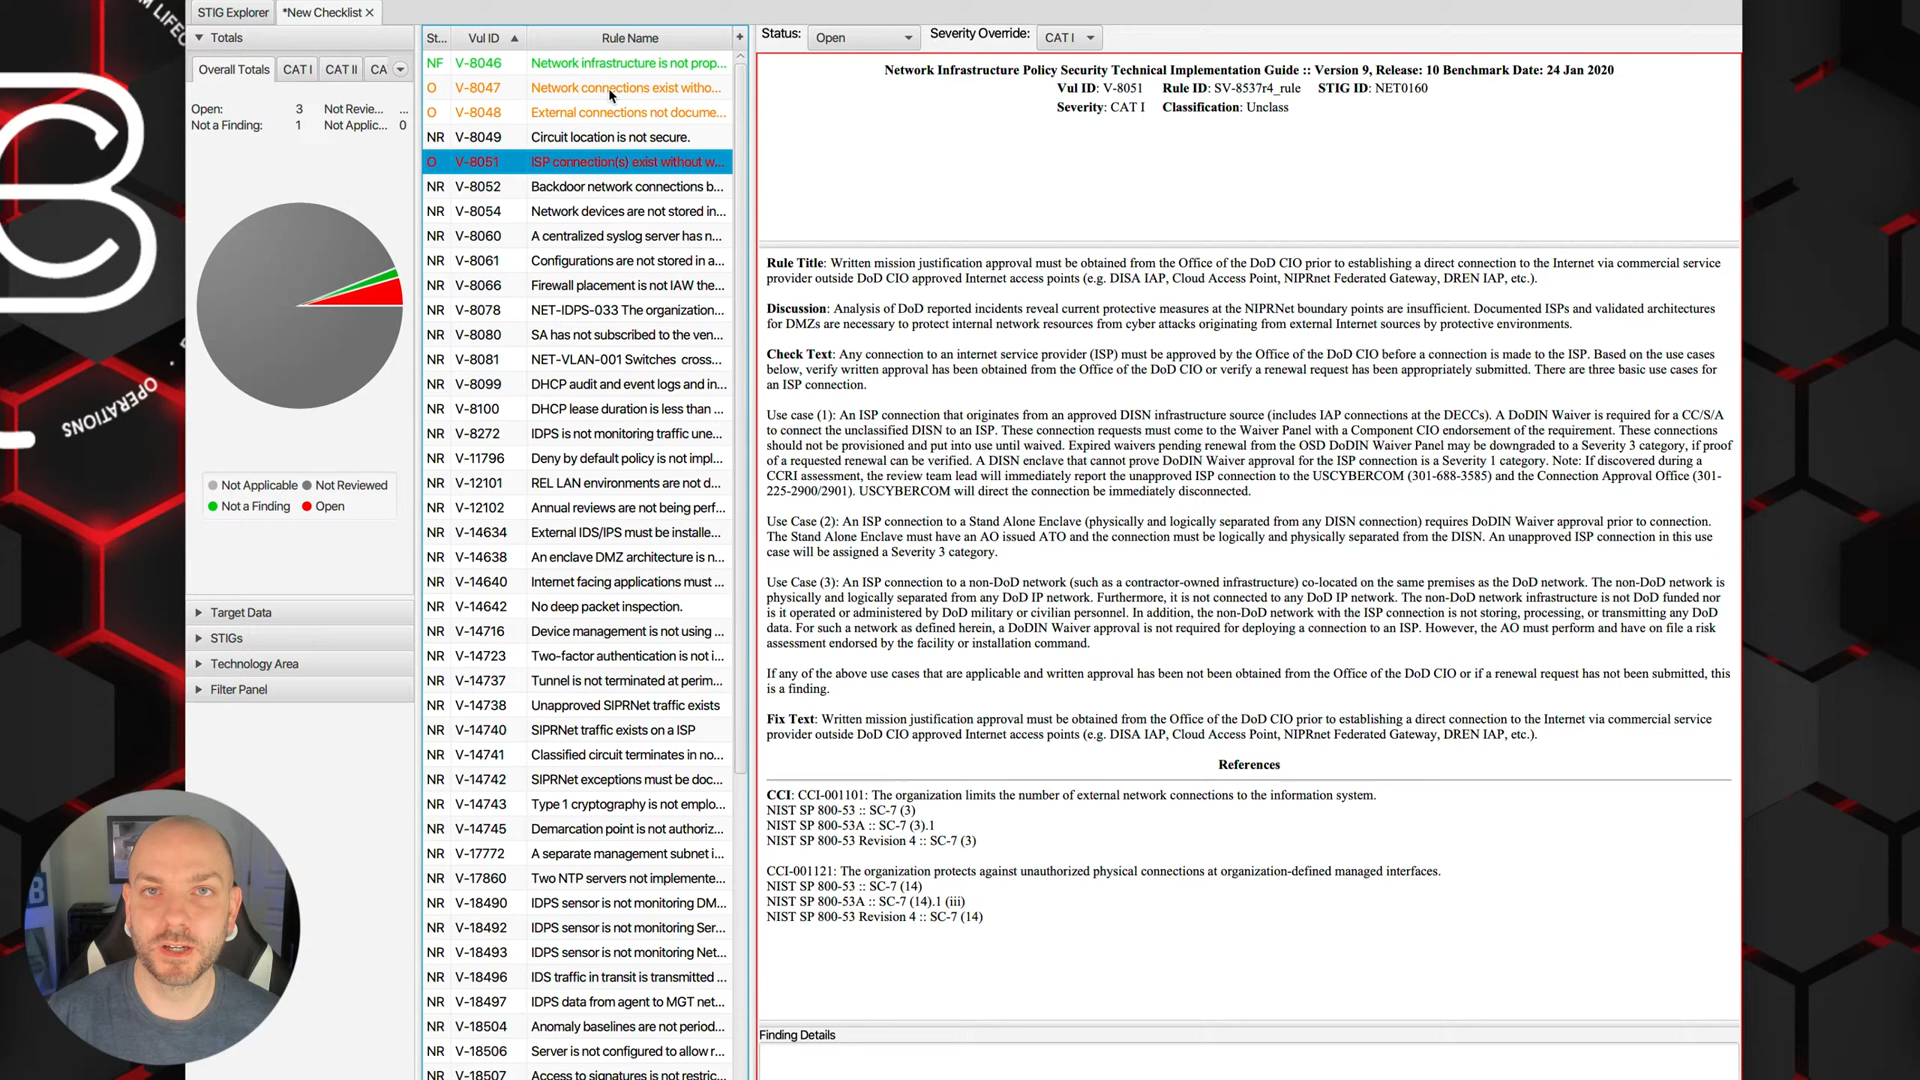 STIG Explorer
*New Checklist ✕
Totals
Overall Totals CAT I CAT II CA
Open: 3 Not Revie... ...
Not a Finding: 1 Not Applic... 0
Not Applicable Not Reviewed
Not a Finding Open
Target Data
STIGs
Technology Area
Filter Panel
OPERATIONS
St... Vul ID Rule Name +
NF V-8046 Network infrastructure is not prop...
O V-8047 Network connections exist witho...
O V-8048 External connections not docume...
NR V-8049 Circuit location is not secure.
O V-8051 ISP connection(s) exist without w...
NR V-8052 Backdoor network connections b...
NR V-8054 Network devices are not stored in...
NR V-8060 A centralized syslog server has n...
NR V-8061 Configurations are not stored in a...
NR V-8066 Firewall placement is not IAW the...
NR V-8078 NET-IDPS-033 The organization...
NR V-8080 SA has not subscribed to the ven...
NR V-8081 NET-VLAN-001 Switches cross...
NR V-8099 DHCP audit and event logs and in...
NR V-8100 DHCP lease duration is less than ...
NR V-8272 IDPS is not monitoring traffic une...
NR V-11796 Deny by default policy is not impl...
NR V-12101 REL LAN environments are not d...
NR V-12102 Annual reviews are not being perf...
NR V-14634 External IDS/IPS must be installe...
NR V-14638 An enclave DMZ architecture is n...
NR V-14640 Internet facing applications must ...
NR V-14642 No deep packet inspection.
NR V-14716 Device management is not using ...
NR V-14723 Two-factor authentication is not i...
NR V-14737 Tunnel is not terminated at perim...
NR V-14738 Unapproved SIPRNet traffic exists
NR V-14740 SIPRNet traffic exists on a ISP
NR V-14741 Classified circuit terminates in no...
NR V-14742 SIPRNet exceptions must be doc...
NR V-14743 Type 1 cryptography is not emplo...
NR V-14745 Demarcation point is not authoriz...
NR V-17772 A separate management subnet i...
NR V-17860 Two NTP servers not implemente...
NR V-18490 IDPS sensor is not monitoring DM...
NR V-18492 IDPS sensor is not monitoring Ser...
NR V-18493 IDPS sensor is not monitoring Net...
NR V-18496 IDS traffic in transit is transmitted ...
NR V-18497 IDPS data from agent to MGT net...
NR V-18504 Anomaly baselines are not period...
NR V-18506 Server is not configured to allow r...
NR V-18507 Access to signatures is not restric...
Status: Open Severity Override: CAT I
Network Infrastructure Policy Security Technical Implementation Guide :: Version 9, Release: 10 Benchmark Date: 24 Jan 2020
Vul ID: V-8051 Rule ID: SV-8537r4_rule STIG ID: NET0160
Severity: CAT I Classification: Unclass
Rule Title: Written mission justification approval must be obtained from the Office of the DoD CIO prior to establishing a direct connection to the Internet via commercial service
provider outside DoD CIO approved Internet access points (e.g. DISA IAP, Cloud Access Point, NIPRnet Federated Gateway, DREN IAP, etc.).
Discussion: Analysis of DoD reported incidents reveal current protective measures at the NIPRNet boundary points are insufficient. Documented ISPs and validated architectures
for DMZs are necessary to protect internal network resources from cyber attacks originating from external Internet sources by protective environments.
Check Text: Any connection to an internet service provider (ISP) must be approved by the Office of the DoD CIO before a connection is made to the ISP. Based on the use cases
below, verify written approval has been obtained from the Office of the DoD CIO or verify a renewal request has been appropriately submitted. There are three basic use cases for
an ISP connection.
Use case (1): An ISP connection that originates from an approved DISN infrastructure source (includes IAP connections at the DECCs). A DoDIN Waiver is required for a CC/S/A
to connect the unclassified DISN to an ISP. These connection requests must come to the Waiver Panel with a Component CIO endorsement of the requirement. These connections
should not be provisioned and put into use until waived. Expired waivers pending renewal from the OSD DoDIN Waiver Panel may be downgraded to a Severity 3 category, if proof
of a requested renewal can be verified. A DISN enclave that cannot prove DoDIN Waiver approval for the ISP connection is a Severity 1 category. Note: If discovered during a
CCRI assessment, the review team lead will immediately report the unapproved ISP connection to the USCYBERCOM (301-688-3585) and the Connection Approval Office (301-
225-2900/2901). USCYBERCOM will direct the connection be immediately disconnected.
Use Case (2): An ISP connection to a Stand Alone Enclave (physically and logically separated from any DISN connection) requires DoDIN Waiver approval prior to connection.
The Stand Alone Enclave must have an AO issued ATO and the connection must be logically and physically separated from the DISN. An unapproved ISP connection in this use
case will be assigned a Severity 3 category.
Use Case (3): An ISP connection to a non-DoD network (such as a contractor-owned infrastructure) co-located on the same premises as the DoD network. The non-DoD network is
physically and logically separated from any DoD IP network. Furthermore, it is not connected to any DoD IP network. The non-DoD network infrastructure is not DoD funded nor
is it operated or administered by DoD military or civilian personnel. In addition, the non-DoD network with the ISP connection is not storing, processing, or transmitting any DoD
data. For such a network as defined herein, a DoDIN Waiver approval is not required for deploying a connection to an ISP. However, the AO must perform and have on file a risk
assessment endorsed by the facility or installation command.
If any of the above use cases that are applicable and written approval has been not been obtained from the Office of the DoD CIO or if a renewal request has not been submitted, this
is a finding.
Fix Text: Written mission justification approval must be obtained from the Office of the DoD CIO prior to establishing a direct connection to the Internet via commercial service
provider outside DoD CIO approved Internet access points (e.g. DISA IAP, Cloud Access Point, NIPRnet Federated Gateway, DREN IAP, etc.).
References
CCI: CCI-001101: The organization limits the number of external network connections to the information system.
NIST SP 800-53 :: SC-7 (3)
NIST SP 800-53A :: SC-7 (3).1
NIST SP 800-53 Revision 4 :: SC-7 (3)
CCI-001121: The organization protects against unauthorized physical connections at organization-defined managed interfaces.
NIST SP 800-53 :: SC-7 (14)
NIST SP 800-53A :: SC-7 (14).1 (iii)
NIST SP 800-53 Revision 4 :: SC-7 (14)
Finding Details